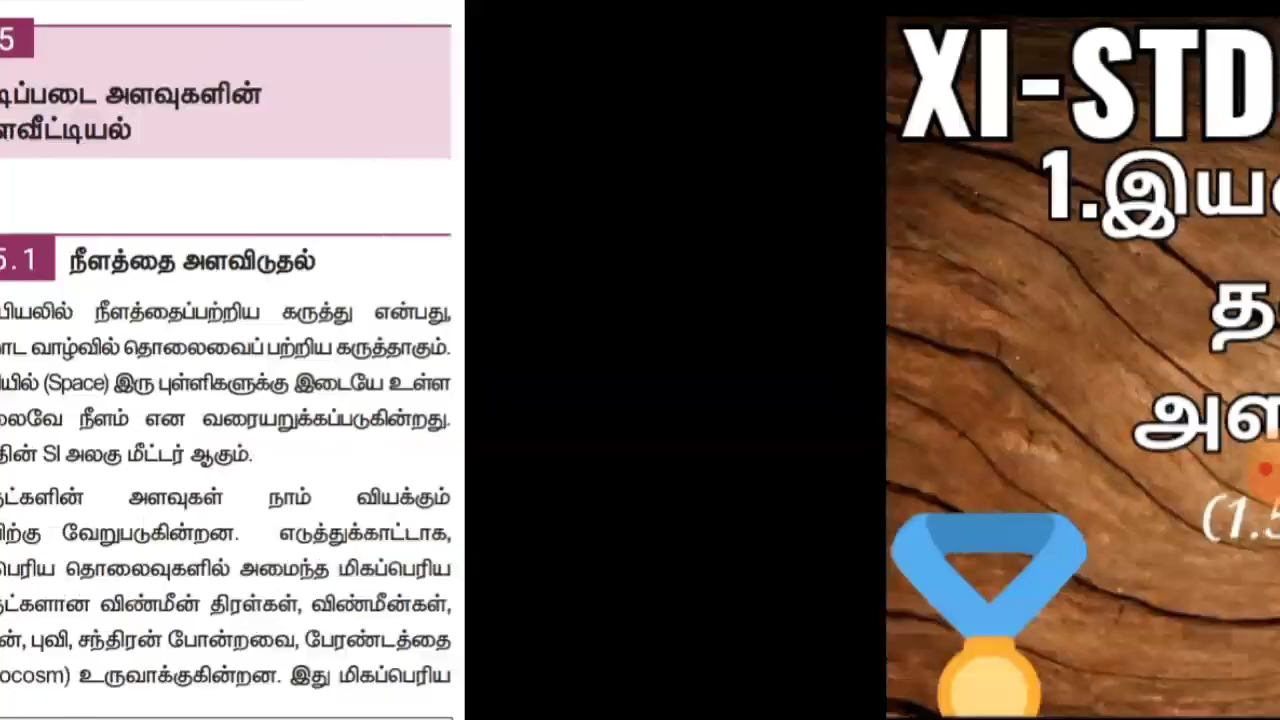 5
டிப்படை அளவுகளின்
ளவீட்டியல்
5.1 நீளத்தை அளவிடுதல்
பியலில் நீளத்தைப்பற்றிய கருத்து என்பது,
ாட வாழ்வில் தொலைவைப் பற்றிய கருத்தாகும்.
யில் (Space) இரு புள்ளிகளுக்கு இடையே உள்ள
லைவே நீளம் என வரையறுக்கப்படுகின்றது.
தின் SI அலகு மீட்டர் ஆகும்.
ருட்களின் அளவுகள் நாம் வியக்கும்
விற்கு வேறுபடுகின்றன. எடுத்துக்காட்டாக,
பெரிய தொலைவுகளில் அமைந்த மிகப்பெரிய
ருட்களான விண்மீன் திரள்கள், விண்மீன்கள்,
ன், புவி, சந்திரன் போன்றவை, பேரண்டத்தை
ocosm) உருவாக்குகின்றன. இது மிகப்பெரிய
XI-STD
1.இய
த
அள
(1.5